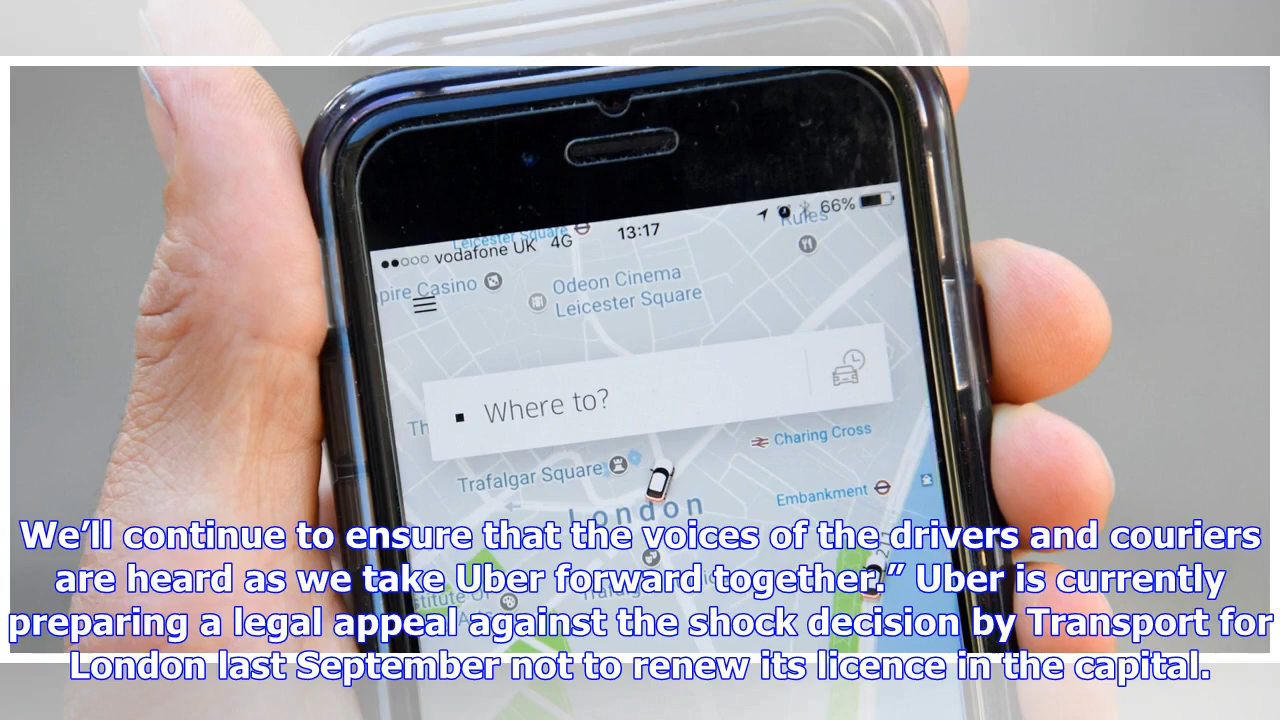 66%
13:17
vodafone UK 4G
Leicester Square
Rules
pire Casino
Odeon Cinema
Leicester Square
Where to?
Th
Charing Cross
Trafalgar Square
Embankment
London
We’ll continue to ensure that the voices of the drivers and couriers
are heard as we take Uber forward together.” Uber is currently
preparing a legal appeal against the shock decision by Transport for
London last September not to renew its licence in the capital.